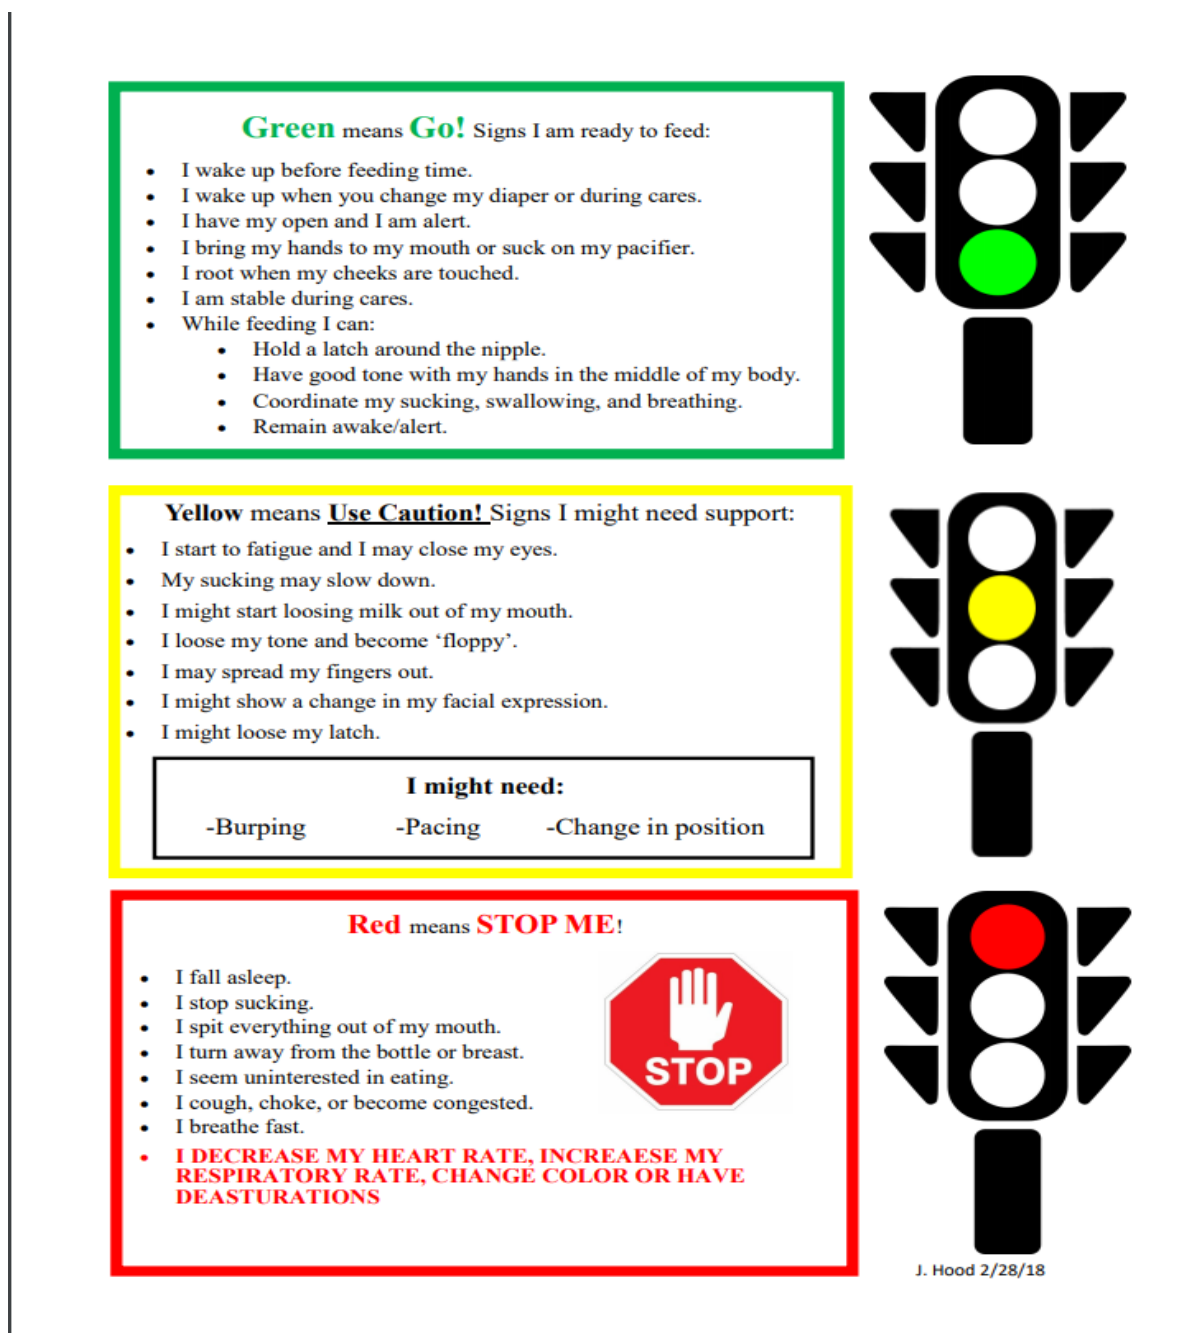 Green means Go! Signs I am ready to feed:
• I wake up before feeding time.
• I wake up when you change my diaper or during cares.
• I have my open and I am alert.
• I bring my hands to my mouth or suck on my pacifier.
• I root when my cheeks are touched.
• I am stable during cares.
• While feeding I can:
• Hold a latch around the nipple.
• Have good tone with my hands in the middle of my body.
• Coordinate my sucking, swallowing, and breathing.
• Remain awake/alert.
Yellow means Use Caution! Signs I might need support:
• I start to fatigue and I may close my eyes.
• My sucking may slow down.
• I might start loosing milk out of my mouth.
• I loose my tone and become ‘floppy’.
• I may spread my fingers out.
• I might show a change in my facial expression.
• I might loose my latch.
I might need:
-Burping -Pacing -Change in position
Red means STOP ME!
• I fall asleep.
• I stop sucking.
• I spit everything out of my mouth.
• I turn away from the bottle or breast.
• I seem uninterested in eating.
• I cough, choke, or become congested.
• I breathe fast.
• I DECREASE MY HEART RATE, INCREAESE MY
RESPIRATORY RATE, CHANGE COLOR OR HAVE
DEASTURATIONS
STOP
J. Hood 2/28/18